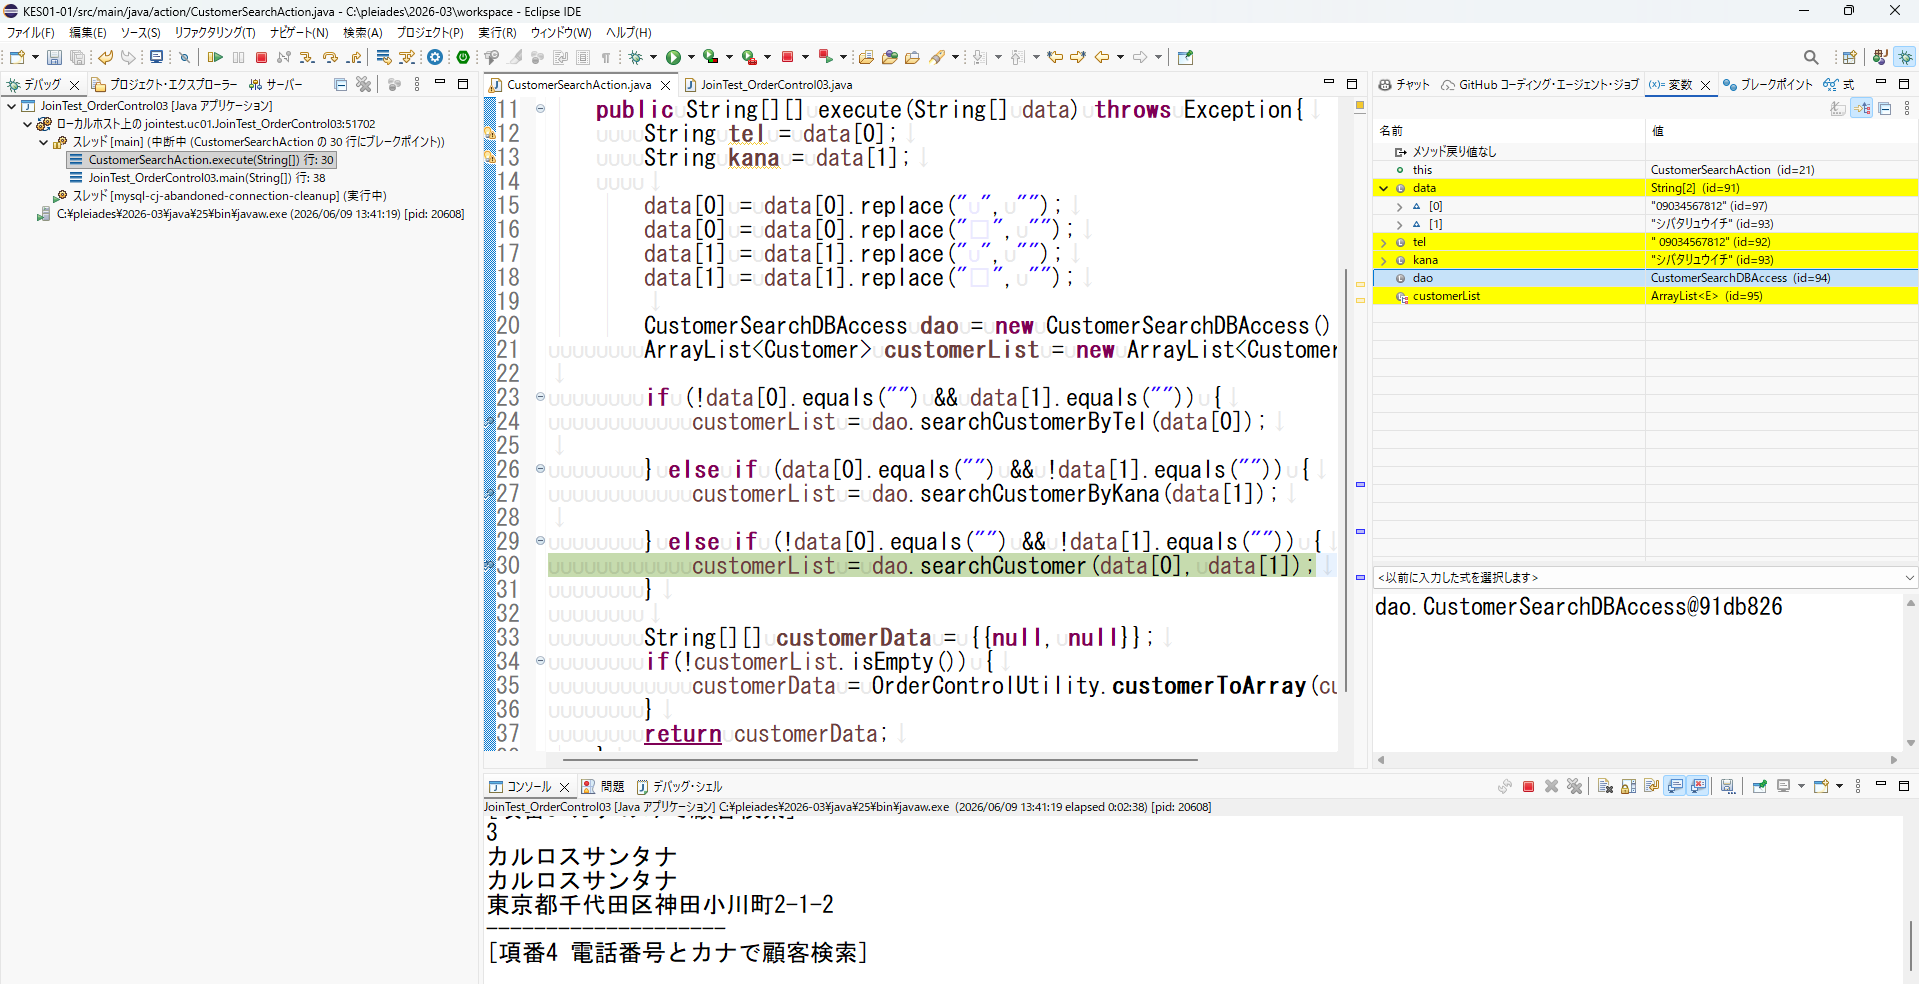 KES01-01/src/main/java/action/CustomerSearchAction.java - C:\pleiades\2026-03\workspace - Eclipse IDE
ファイル(F) 編集(E) ソース(S) リファクタリング(T) ナビゲート(N) 検索(A) プロジェクト(P) 実行(R) ウィンドウ(W) ヘルプ(H)
デバッグ プロジェクト・エクスプローラー サーバー
JoinTest_OrderControl03 [Java アプリケーション]
ローカルホスト上の jointest.uc01.JoinTest_OrderControl03:51702
スレッド [main] (中断中 (CustomerSearchAction の 30 行にブレークポイント))
CustomerSearchAction.execute(String[]) 行: 30
JoinTest_OrderControl03.main(String[]) 行: 38
スレッド [mysql-cj-abandoned-connection-cleanup] (実行中)
C:¥pleiades¥2026-03¥java¥25¥bin¥javaw.exe (2026/06/09 13:41:19) [pid: 20608]
CustomerSearchAction.java JoinTest_OrderControl03.java
11 public String[][] execute(String[] data) throws Exception{
12 String tel = data[0];
13 String kana = data[1];
14
15 data[0] = data[0].replace(" ", "");
16 data[0] = data[0].replace("□", "");
17 data[1] = data[1].replace(" ", "");
18 data[1] = data[1].replace("□", "");
19
20 CustomerSearchDBAccess dao = new CustomerSearchDBAccess()
21 ArrayList<Customer> customerList = new ArrayList<Customer
22
23 if (!data[0].equals("") && data[1].equals("")) {
24 customerList = dao.searchCustomerByTel(data[0]);
25
26 } else if (data[0].equals("") && !data[1].equals("")) {
27 customerList = dao.searchCustomerByKana(data[1]);
28
29 } else if (!data[0].equals("") && !data[1].equals("")) {
30 customerList = dao.searchCustomer(data[0], data[1]);
31 }
32
33 String[][] customerData = {{null, null}};
34 if(!customerList.isEmpty()) {
35 customerData = OrderControlUtility.customerToArray(cu
36 }
37 return customerData;
チャット GitHub コーディング・エージェント・ジョブ (x)= 変数 ブレークポイント 式
名前 値
メソッド戻り値なし
this CustomerSearchAction (id=21)
data String[2] (id=91)
[0] "09034567812" (id=97)
[1] "シバタリュウイチ" (id=93)
tel " 09034567812" (id=92)
kana "シバタリュウイチ" (id=93)
dao CustomerSearchDBAccess (id=94)
customerList ArrayList<E> (id=95)
<以前に入力した式を選択します>
dao.CustomerSearchDBAccess@91db826
コンソール 問題 デバッグ・シェル
JoinTest_OrderControl03 [Java アプリケーション] C:¥pleiades¥2026-03¥java¥25¥bin¥javaw.exe (2026/06/09 13:41:19 elapsed 0:02:38) [pid: 20608]
3
カルロスサンタナ
カルロスサンタナ
東京都千代田区神田小川町2-1-2
--------------------
[項番4 電話番号とカナで顧客検索]